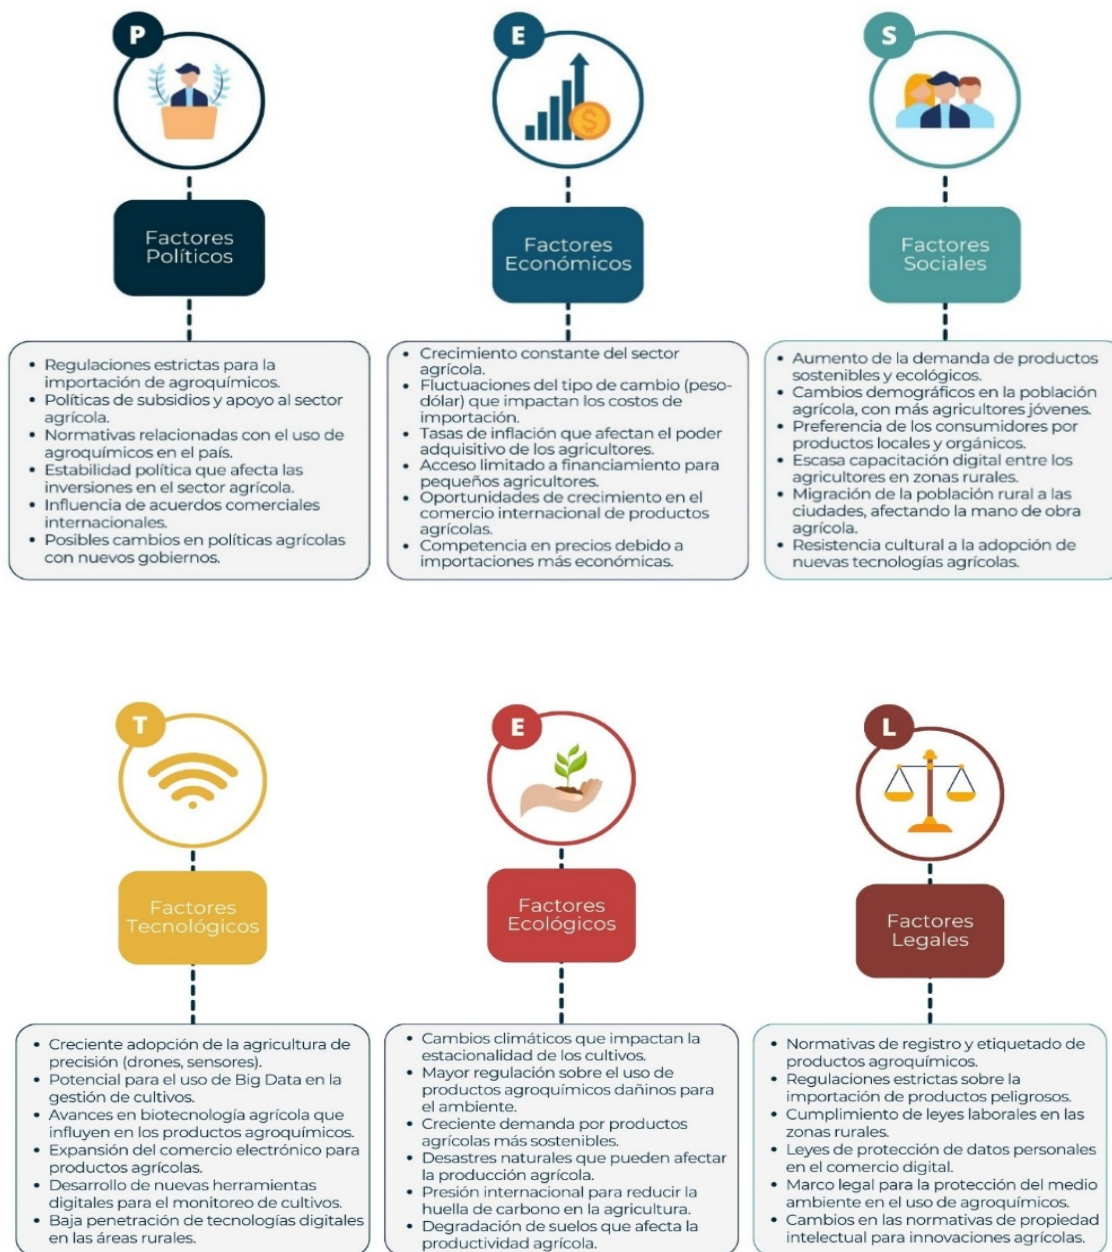 P
Factores
Políticos
• Regulaciones estrictas para la
importación de agroquímicos.
• Políticas de subsidios y apoyo al sector
agrícola.
• Normativas relacionadas con el uso de
agroquímicos en el país.
• Estabilidad política que afecta las
inversiones en el sector agrícola.
• Influencia de acuerdos comerciales
internacionales.
• Posibles cambios en políticas agrícolas
con nuevos gobiernos.
E
$
Factores
Económicos
• Crecimiento constante del sector
agrícola.
• Fluctuaciones del tipo de cambio (peso-
dólar) que impactan los costos de
importación.
• Tasas de inflación que afectan el poder
adquisitivo de los agricultores.
• Acceso limitado a financiamiento para
pequeños agricultores.
• Oportunidades de crecimiento en el
comercio internacional de productos
agrícolas.
• Competencia en precios debido a
importaciones más económicas.
S
Factores
Sociales
• Aumento de la demanda de productos
sostenibles y ecológicos.
• Cambios demográficos en la población
agrícola, con más agricultores jóvenes.
• Preferencia de los consumidores por
productos locales y orgánicos.
• Escasa capacitación digital entre los
agricultores en zonas rurales.
• Migración de la población rural a las
ciudades, afectando la mano de obra
agrícola.
• Resistencia cultural a la adopción de
nuevas tecnologías agrícolas.
T
Factores
Tecnológicos
• Creciente adopción de la agricultura de
precisión (drones, sensores).
• Potencial para el uso de Big Data en la
gestión de cultivos.
• Avances en biotecnología agrícola que
influyen en los productos agroquímicos.
• Expansión del comercio electrónico para
productos agrícolas.
• Desarrollo de nuevas herramientas
digitales para el monitoreo de cultivos.
• Baja penetración de tecnologías digitales
en las áreas rurales.
E
Factores
Ecológicos
• Cambios climáticos que impactan la
estacionalidad de los cultivos.
• Mayor regulación sobre el uso de
productos agroquímicos dañinos para
el ambiente.
• Creciente demanda por productos
agrícolas más sostenibles.
• Desastres naturales que pueden afectar
la producción agrícola.
• Presión internacional para reducir la
huella de carbono en la agricultura.
• Degradación de suelos que afecta la
productividad agrícola.
L
Factores
Legales
• Normativas de registro y etiquetado de
productos agroquímicos.
• Regulaciones estrictas sobre la
importación de productos peligrosos.
• Cumplimiento de leyes laborales en las
zonas rurales.
• Leyes de protección de datos personales
en el comercio digital.
• Marco legal para la protección del medio
ambiente en el uso de agroquímicos.
• Cambios en las normativas de propiedad
intelectual para innovaciones agrícolas.